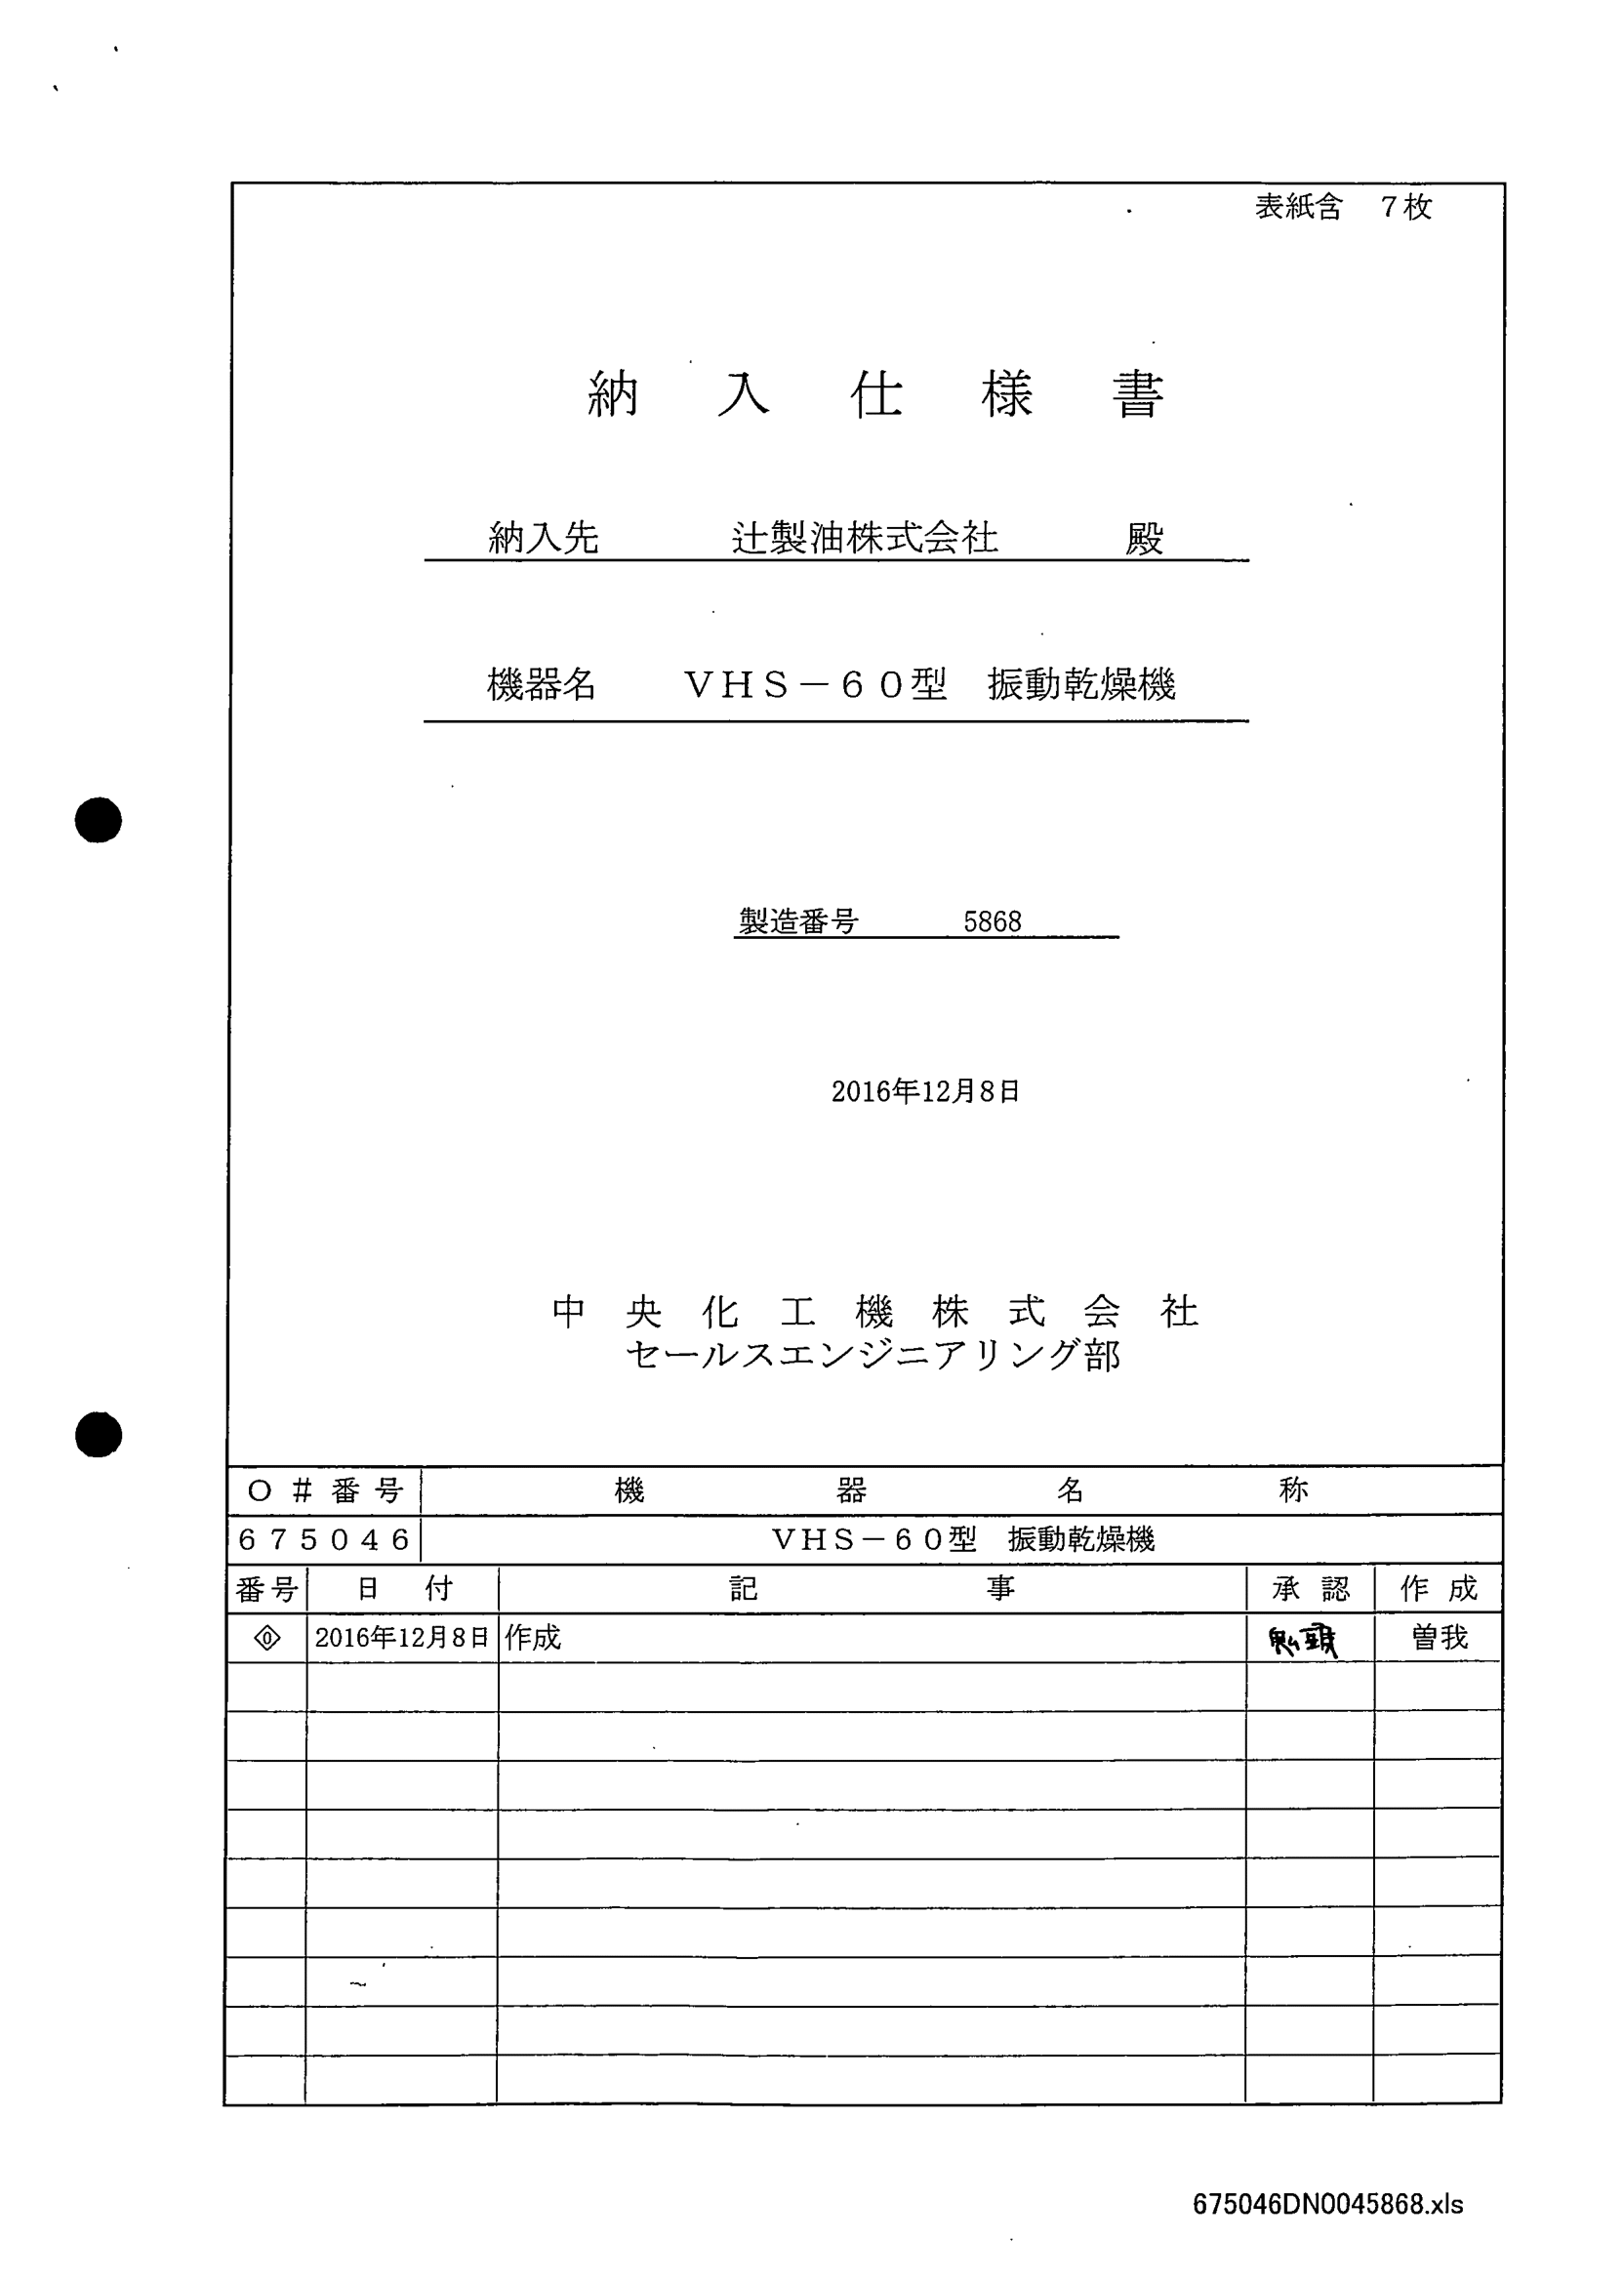 表紙含　7枚
納入仕様書
納入先　辻製油株式会社　殿
機器名　ＶＨＳ－６０型　振動乾燥機
製造番号　5868
2016年12月8日
中央化工機株式会社
セールスエンジニアリング部
Ｏ＃番号　機器名称
６７５０４６　ＶＨＳ－６０型　振動乾燥機
番号　日付　記事　承認　作成
0　2016年12月8日　作成　曽我
675046DN0045868.xls